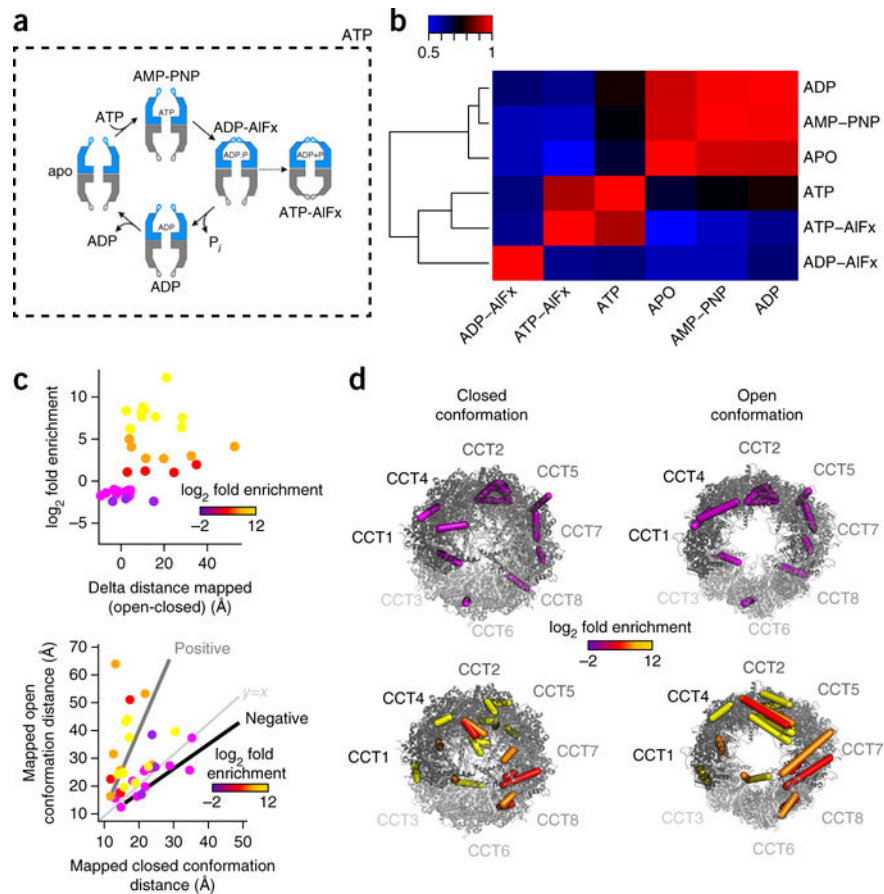 a
ATP
AMP-PNP
ATP
ATP
ADP-AlFx
apo
ADP.P
ADP+P
ATP-AlFx
ADP
ADP
Pi
ADP
b
0.5 1
ADP
AMP-PNP
APO
ATP
ATP-AlFx
ADP-AlFx
ADP-AlFx
ATP-AlFx
ATP
APO
AMP-PNP
ADP
c
log2 fold enrichment
10
5
0
−5
log2 fold enrichment
−2 12
0 20 40
Delta distance mapped
(open-closed) (Å)
Mapped open
conformation distance (Å)
70
60
50
40
30
20
10
Positive
y=x
Negative
log2 fold
enrichment
−2 12
10 20 30 40 50
Mapped closed conformation
distance (Å)
d
Closed
conformation
Open
conformation
CCT2
CCT4
CCT5
CCT1
CCT7
CCT3
CCT8
CCT6
CCT2
CCT4
CCT5
CCT1
CCT7
CCT3
CCT8
CCT6
log2 fold enrichment
−2 12
CCT2
CCT4
CCT5
CCT1
CCT7
CCT3
CCT8
CCT6
CCT2
CCT4
CCT5
CCT1
CCT7
CCT3
CCT8
CCT6